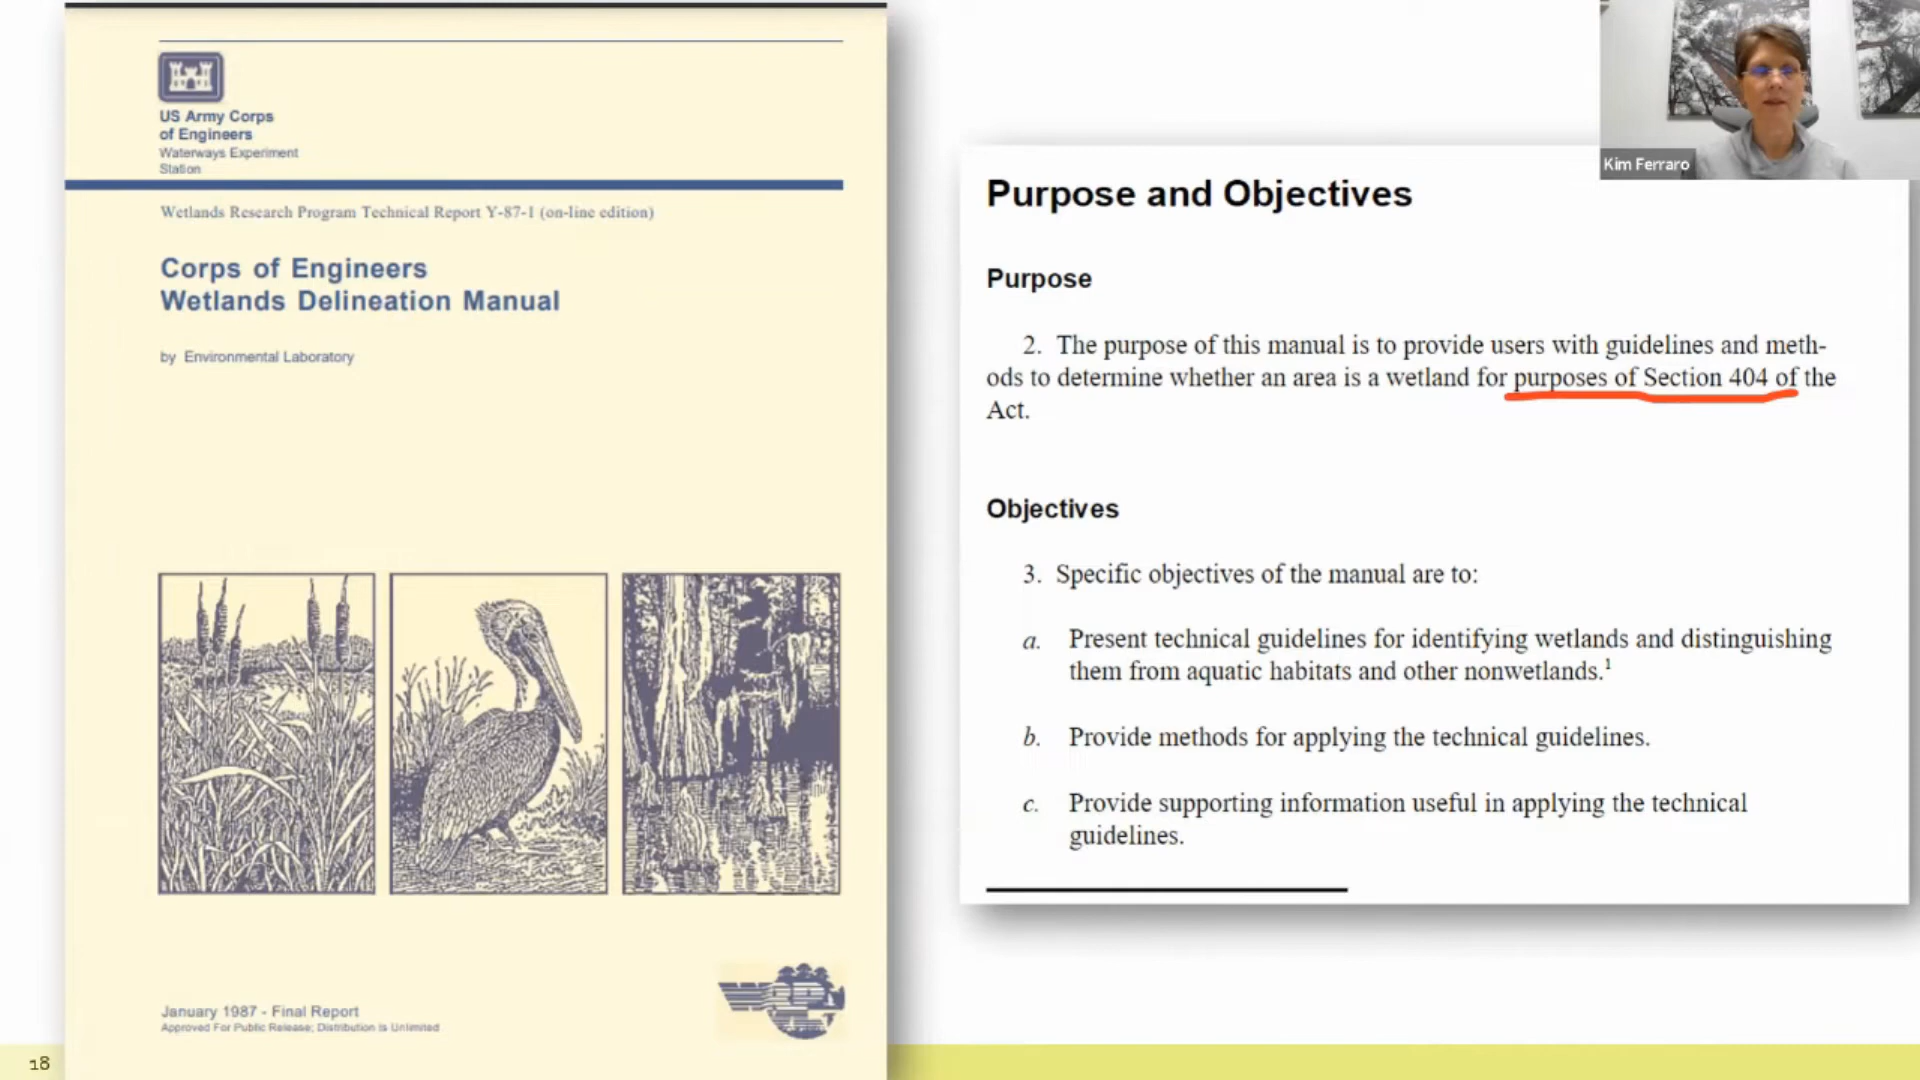 US Army Corps
of Engineers
Waterways Experiment
Station
Wetlands Research Program Technical Report Y-87-1 (on-line edition)
Corps of Engineers
Wetlands Delineation Manual
by Environmental Laboratory
January 1987 - Final Report
Approved For Public Release; Distribution Is Unlimited
18
Kim Ferraro
Purpose and Objectives
Purpose
2. The purpose of this manual is to provide users with guidelines and meth-
ods to determine whether an area is a wetland for purposes of Section 404 of the
Act.
Objectives
3. Specific objectives of the manual are to:
a. Present technical guidelines for identifying wetlands and distinguishing
them from aquatic habitats and other nonwetlands.1
b. Provide methods for applying the technical guidelines.
c. Provide supporting information useful in applying the technical
guidelines.